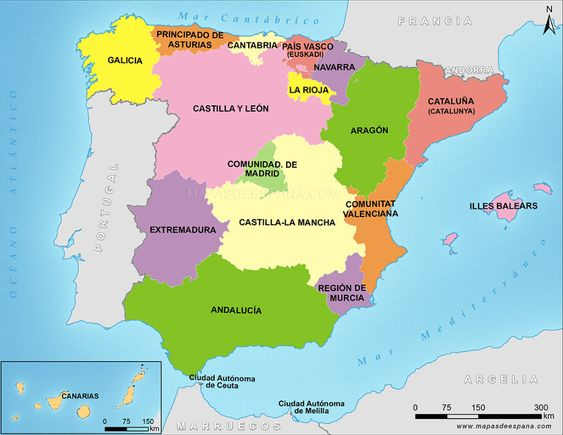 Mar Cantábrico
FRANCIA
N
PRINCIPADO DE
ASTURIAS
CANTABRIA
PAÍS VASCO
(EUSKADI)
GALICIA
NAVARRA
ANDORRA
LA RIOJA
CATALUÑA
(CATALUNYA)
CASTILLA Y LEÓN
ARAGÓN
OCÉANO ATLÁNTICO
COMUNIDAD. DE
MADRID
MAPASDEESPANA.COM
PORTUGAL
COMUNITAT
VALENCIANA
ILLES BALEARS
CASTILLA-LA MANCHA
EXTREMADURA
REGIÓN DE
MURCIA
ANDALUCÍA
Mar Mediterráneo
Ciudad Autónoma
de Ceuta
CANARIAS
ARGELIA
Ciudad Autónoma
de Melilla
0 75 150
km
MARRUECOS
0 75 150 300
km
www.mapasdeespana.com